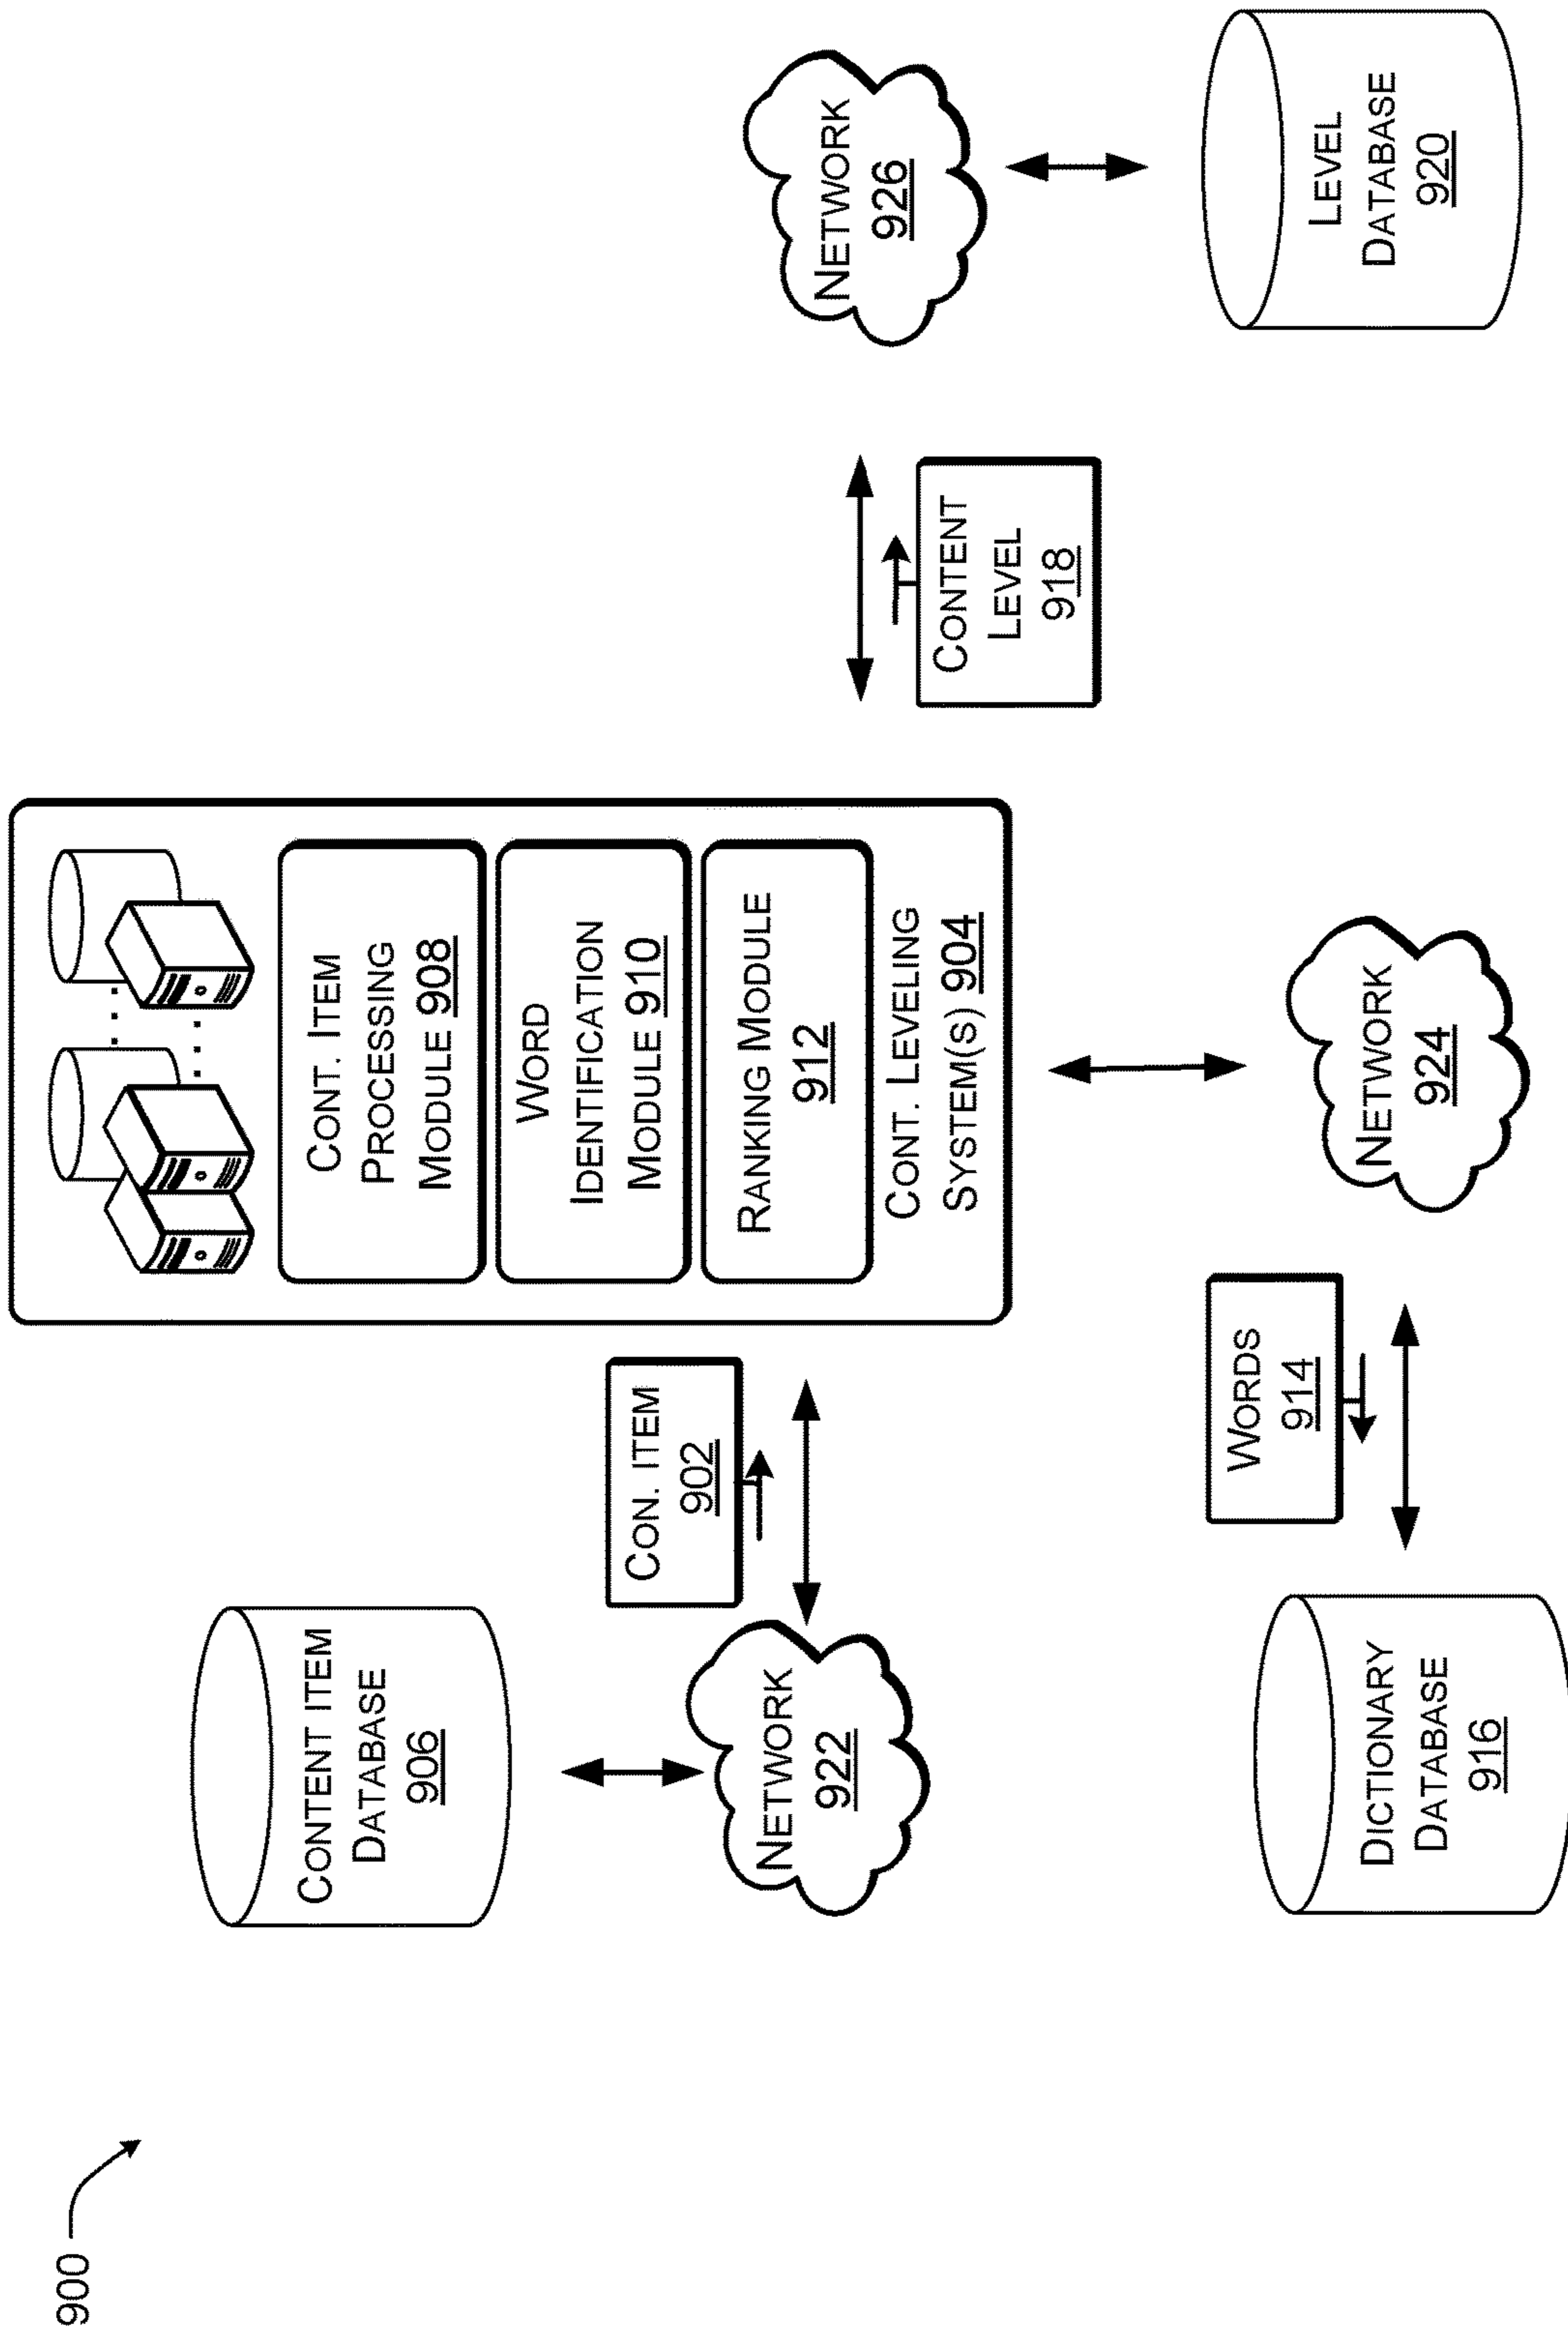 900
CONTENT ITEM
DATABASE
906
NETWORK
922
CON. ITEM
902
CONT. ITEM
PROCESSING
MODULE 908
WORD
IDENTIFICATION
MODULE 910
RANKING MODULE
912
CONT. LEVELING
SYSTEM(S) 904
CONTENT
LEVEL
918
NETWORK
926
LEVEL
DATABASE
920
DICTIONARY
DATABASE
916
WORDS
914
NETWORK
924